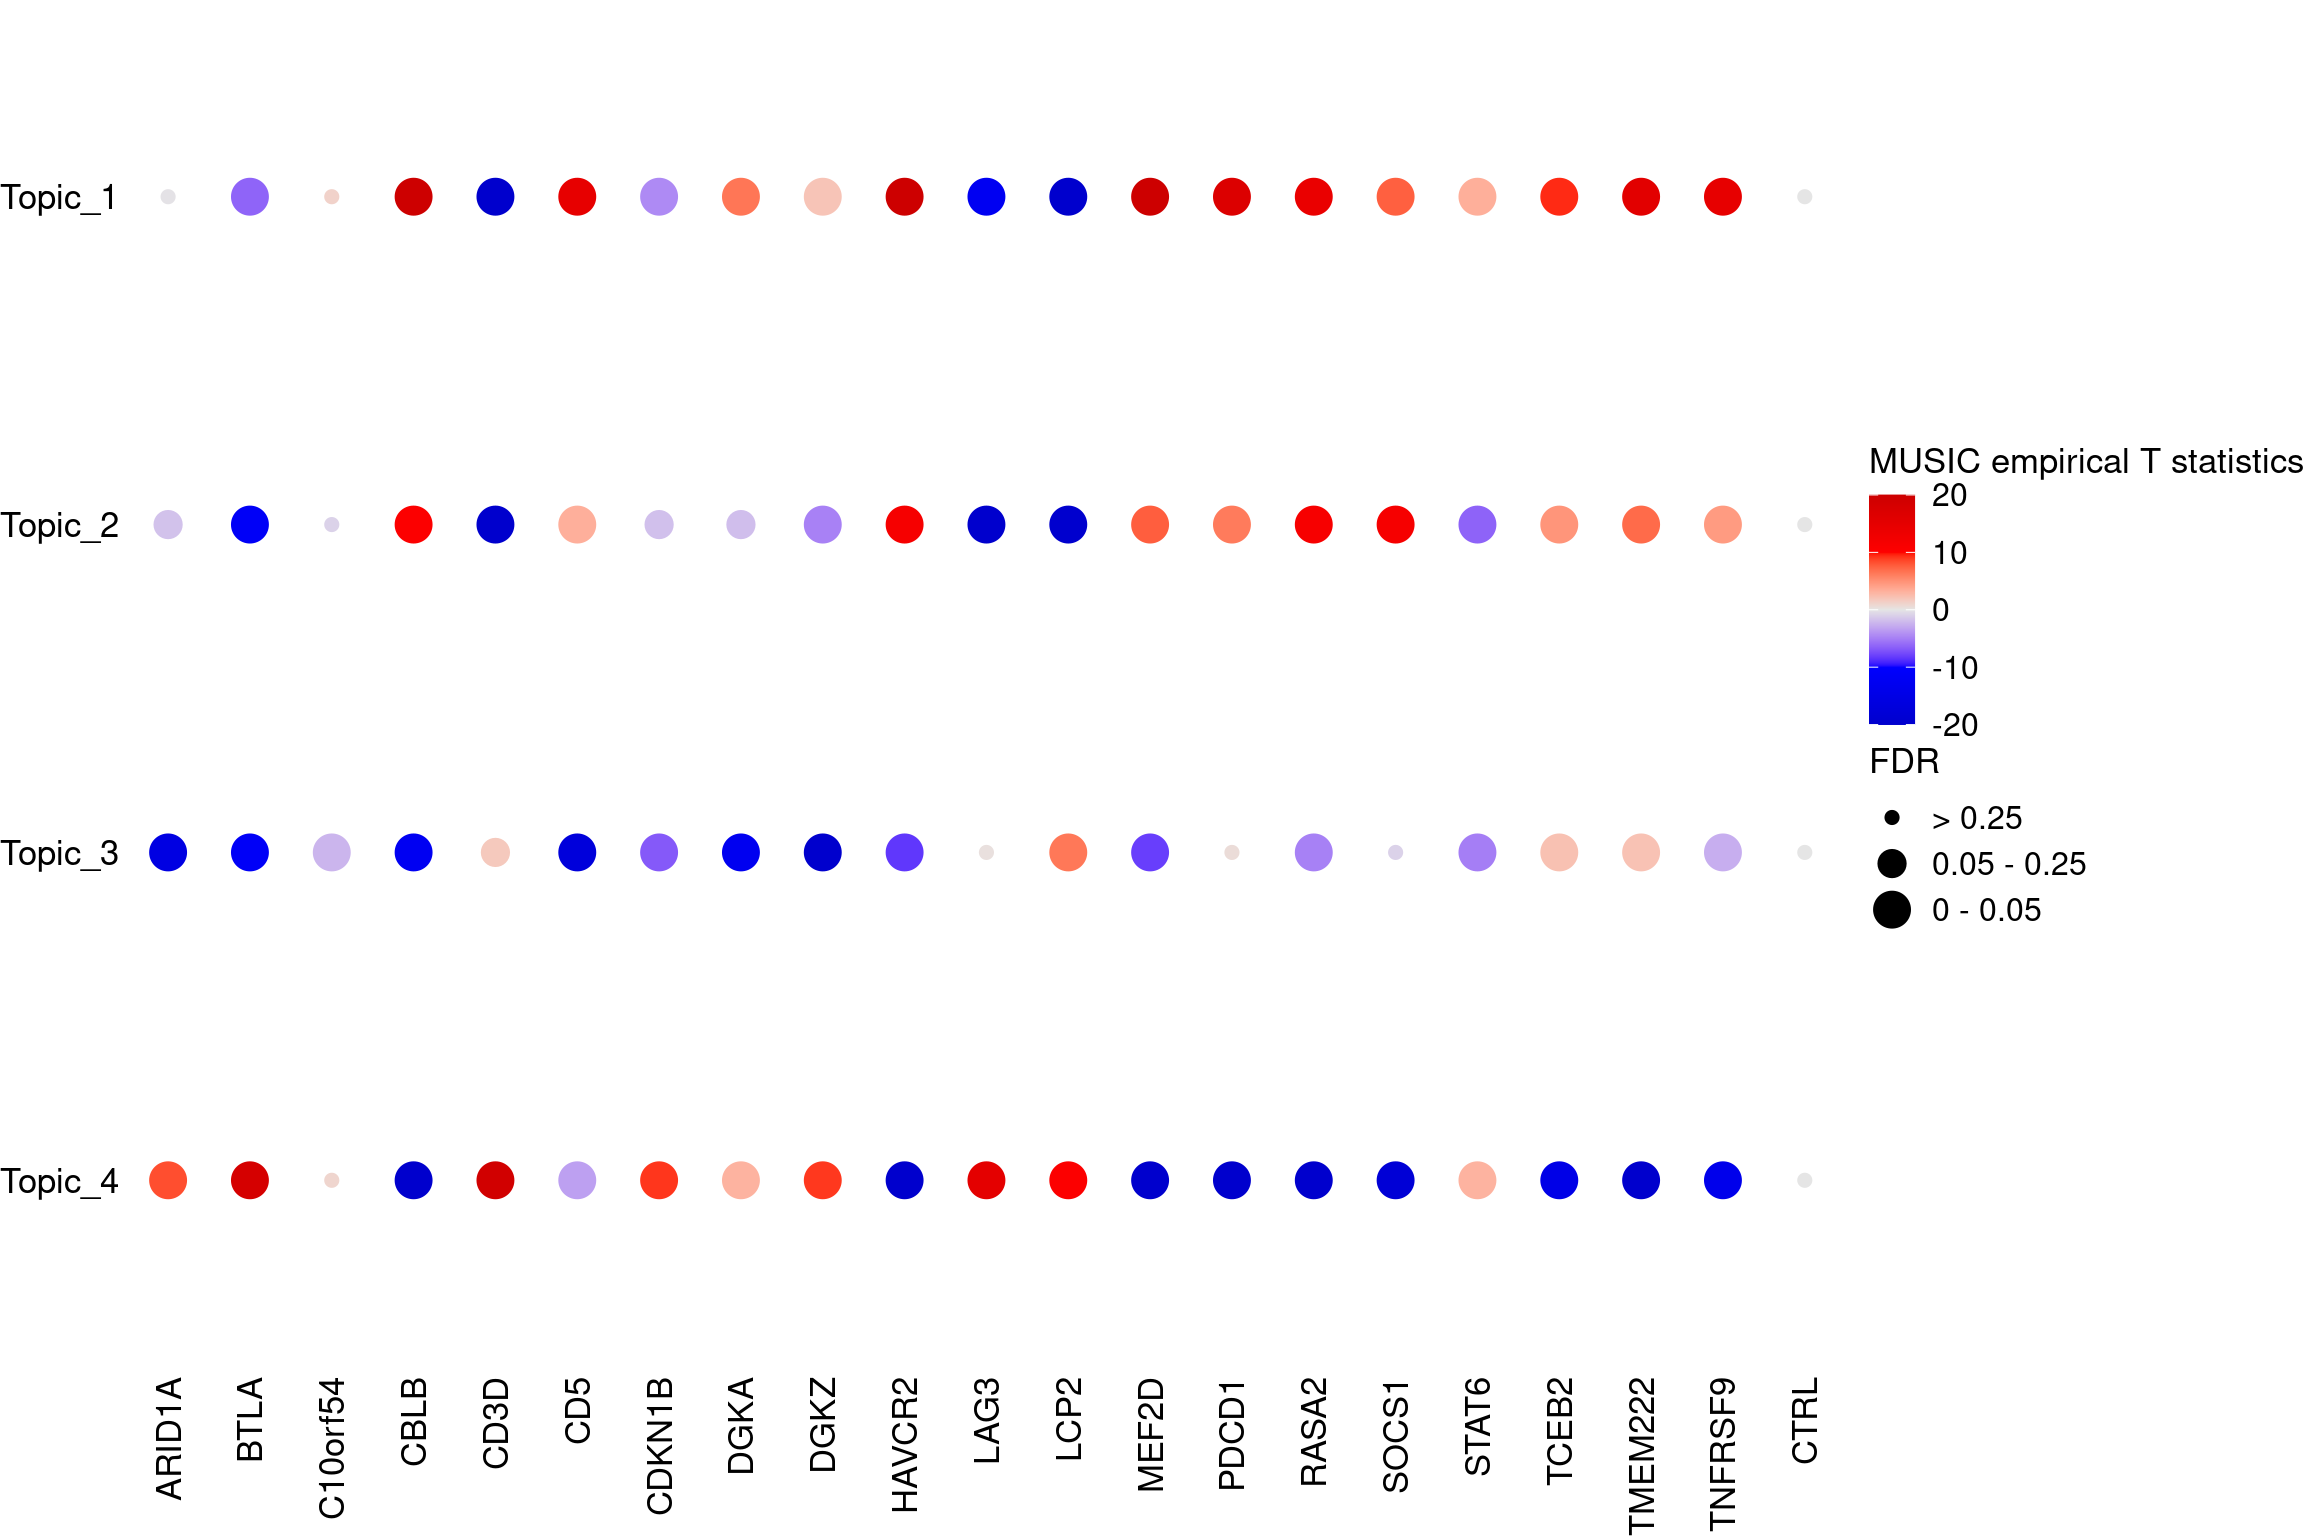 Topic_1
Topic_2
Topic_3
Topic_4
MUSIC empirical T statistics
20
10
0
-10
-20
FDR
> 0.25
0.05 - 0.25
0 - 0.05
ARID1A
BTLA
C10orf54
CBLB
CD3D
CD5
CDKN1B
DGKA
DGKZ
HAVCR2
LAG3
LCP2
MEF2D
PDCD1
RASA2
SOCS1
STAT6
TCEB2
TMEM222
TNFRSF9
CTRL